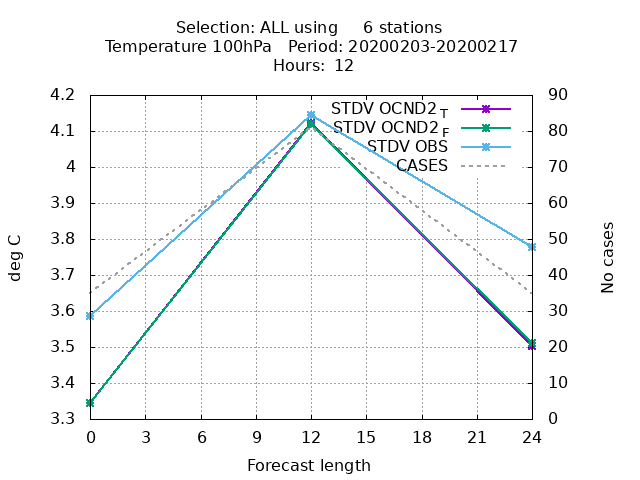 Selection: ALL using     6 stations
Temperature 100hPa   Period: 20200203-20200217
Hours:  12
STDV OCND2_T
STDV OCND2_F
STDV OBS
CASES
4.2
4.1
4
3.9
3.8
3.7
3.6
3.5
3.4
3.3
90
80
70
60
50
40
30
20
10
0
deg C
No cases
0 3 6 9 12 15 18 21 24
Forecast length